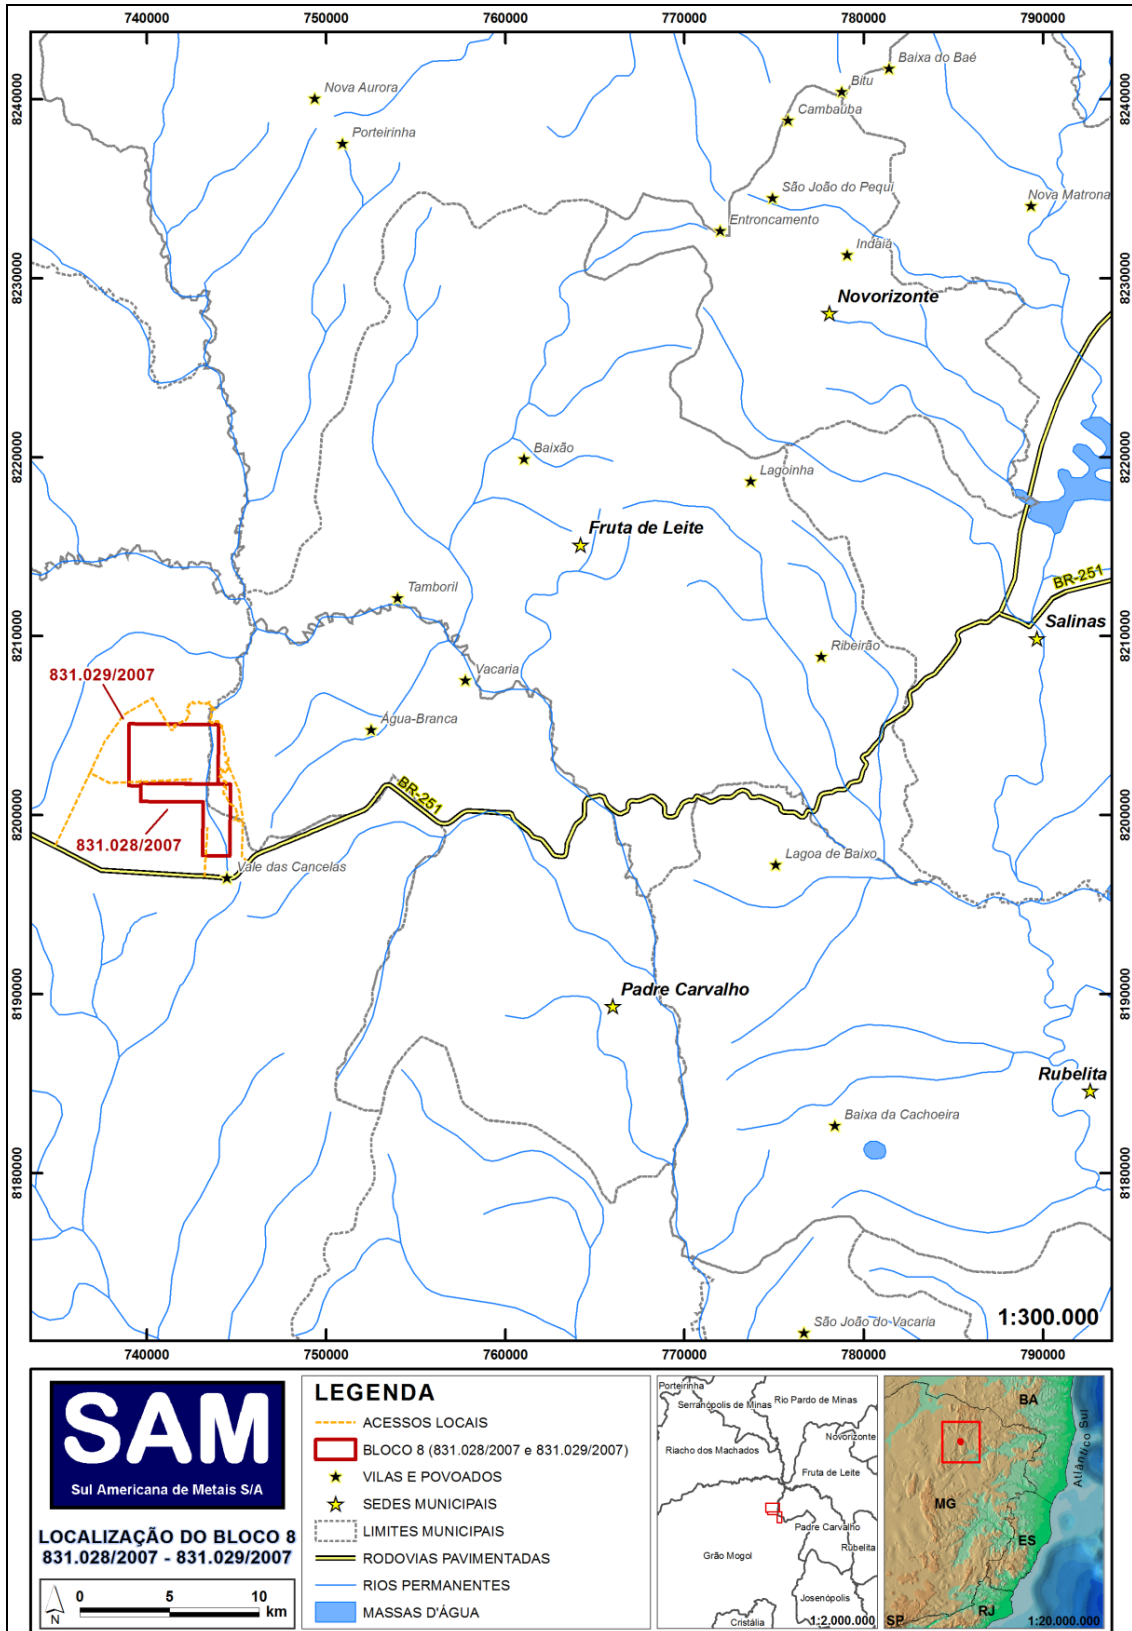 740000 750000 760000 770000 780000 790000
8240000 8240000
8230000 8230000
8220000 8220000
8210000 8210000
8200000 8200000
8190000 8190000
8180000 8180000
Baixa do Baé
Bitu
Nova Aurora
Cambaúba
Porteirinha
São João do Pequi
Nova Matrona
Entroncamento
Indaiá
Novorizonte
Baixão
Lagoinha
Fruta de Leite
BR-251
Tamboril
Salinas
Ribeirão
831.029/2007
Vacaria
Água-Branca
BR-251
831.028/2007
Vale das Cancelas
Lagoa de Baixo
Padre Carvalho
Rubelita
Baixa da Cachoeira
São João do Vacaria
1:300.000
740000 750000 760000 770000 780000 790000
SAM
Sul Americana de Metais S/A
LOCALIZAÇÃO DO BLOCO 8
831.028/2007 - 831.029/2007
N
0 5 10
km
LEGENDA
ACESSOS LOCAIS
BLOCO 8 (831.028/2007 e 831.029/2007)
VILAS E POVOADOS
SEDES MUNICIPAIS
LIMITES MUNICIPAIS
RODOVIAS PAVIMENTADAS
RIOS PERMANENTES
MASSAS D'ÁGUA
Porteirinha
Rio Pardo de Minas
Serranópolis de Minas
Novorizonte
Riacho dos Machados
Fruta de Leite
Padre Carvalho
Rubelita
Grão Mogol
Josenópolis
Cristália
1:2.000.000
BA
Atlântico Sul
MG
ES
RJ
SP
1:20.000.000